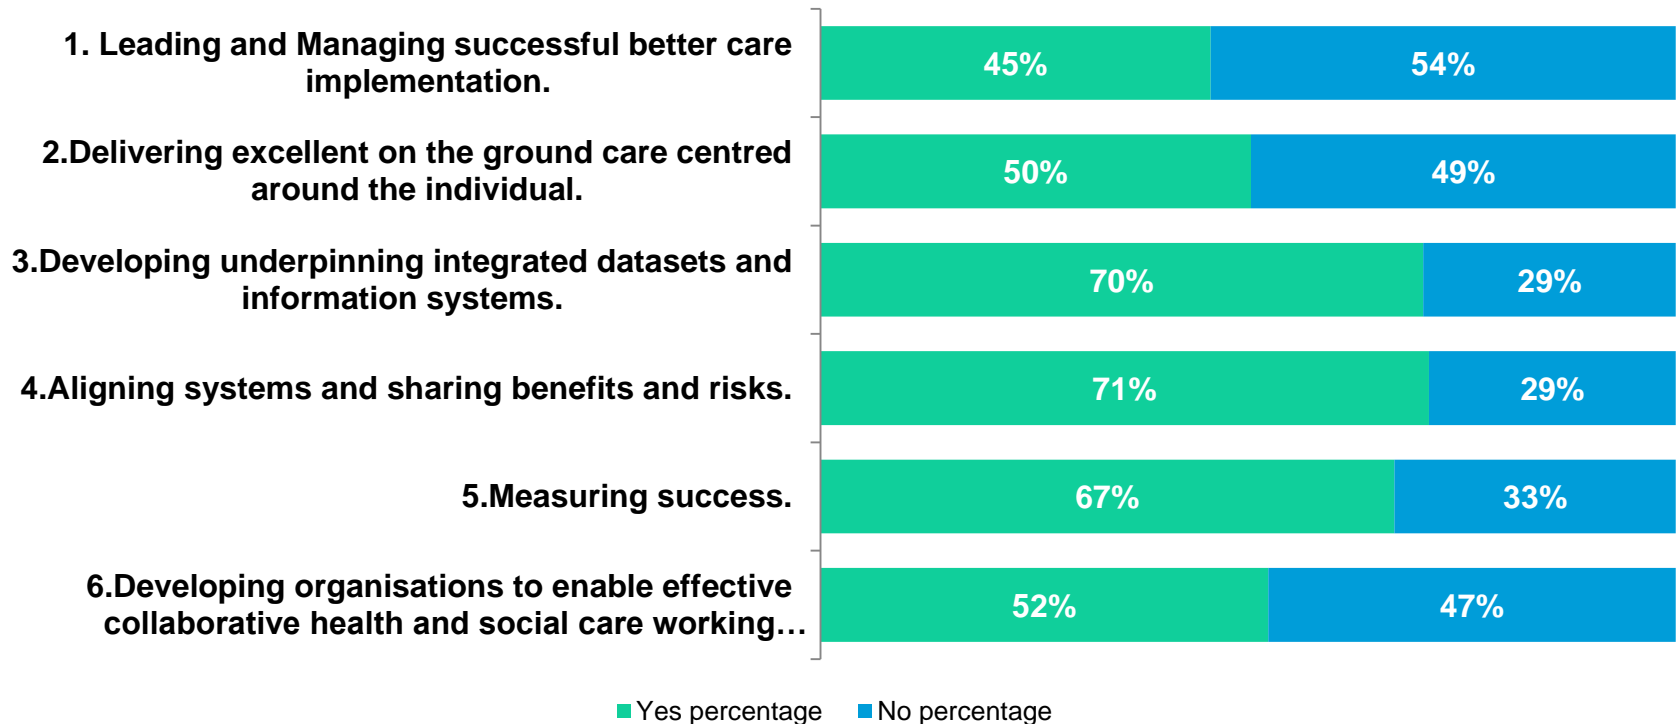 1. Leading and Managing successful better care
implementation.
45%
54%
2.Delivering excellent on the ground care centred
around the individual.
50%
49%
3.Developing underpinning integrated datasets and
information systems.
70%
29%
4.Aligning systems and sharing benefits and risks.
71%
29%
5.Measuring success.
67%
33%
6.Developing organisations to enable effective
collaborative health and social care working…
52%
47%
Yes percentage
No percentage